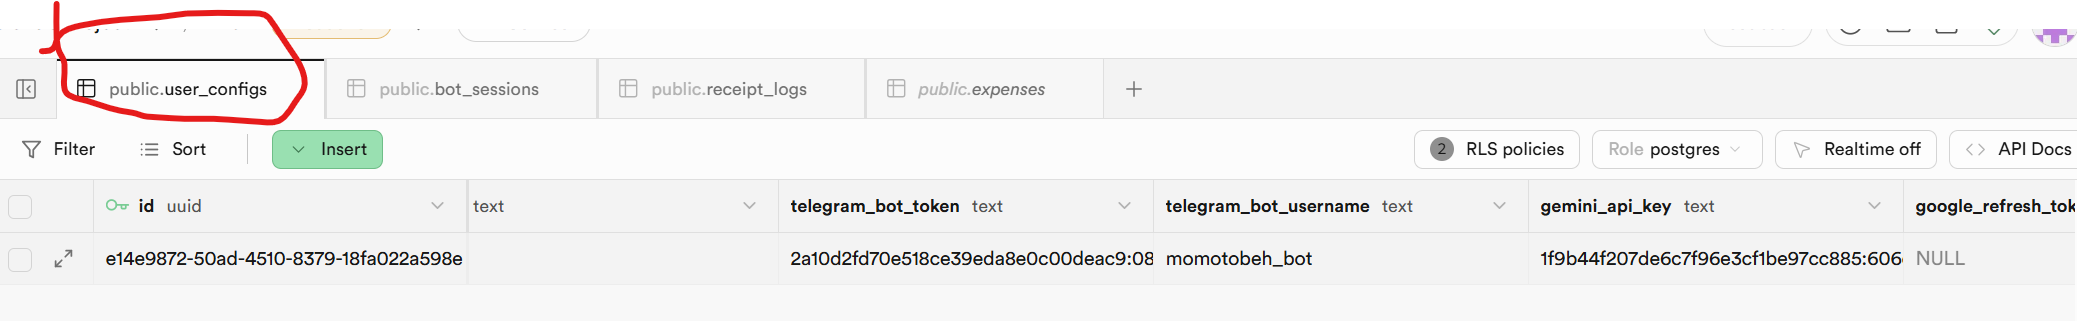 public.user_configs public.bot_sessions public.receipt_logs public.expenses
Filter Sort Insert 2 RLS policies Role postgres Realtime off API Docs
id uuid text telegram_bot_token text telegram_bot_username text gemini_api_key text google_refresh_tok
e14e9872-50ad-4510-8379-18fa022a598e 2a10d2fd70e518ce39eda8e0c00deac9:08 momotobeh_bot 1f9b44f207de6c7f96e3cf1be97cc885:606 NULL